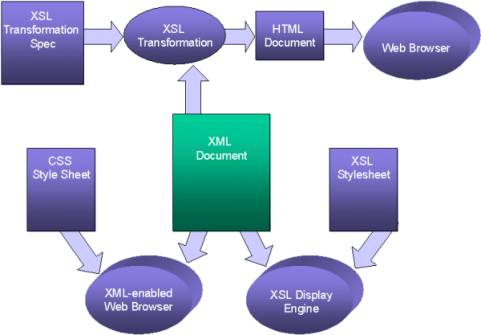 XSL
Transformation
Spec
XSL
Transformation
HTML
Document
Web Browser
XML
Document
CSS
Style Sheet
XSL
Stylesheet
XML-enabled
Web Browser
XSL Display
Engine